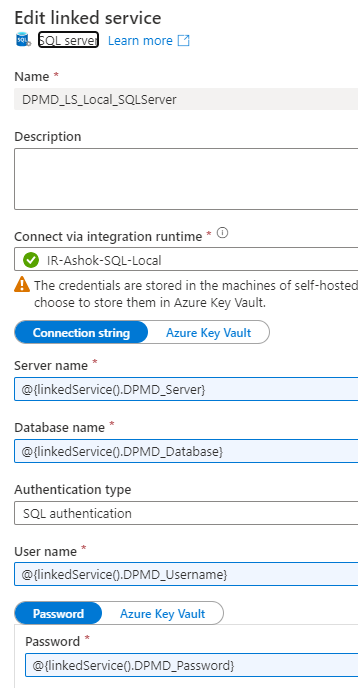 Edit linked service
SQL server Learn more
Name *
DPMD_LS_Local_SQLServer
Description
Connect via integration runtime *
IR-Ashok-SQL-Local
The credentials are stored in the machines of self-hosted
choose to store them in Azure Key Vault.
Connection string Azure Key Vault
Server name *
@{linkedService().DPMD_Server}
Database name *
@{linkedService().DPMD_Database}
Authentication type
SQL authentication
User name *
@{linkedService().DPMD_Username}
Password Azure Key Vault
Password *
@{linkedService().DPMD_Password}